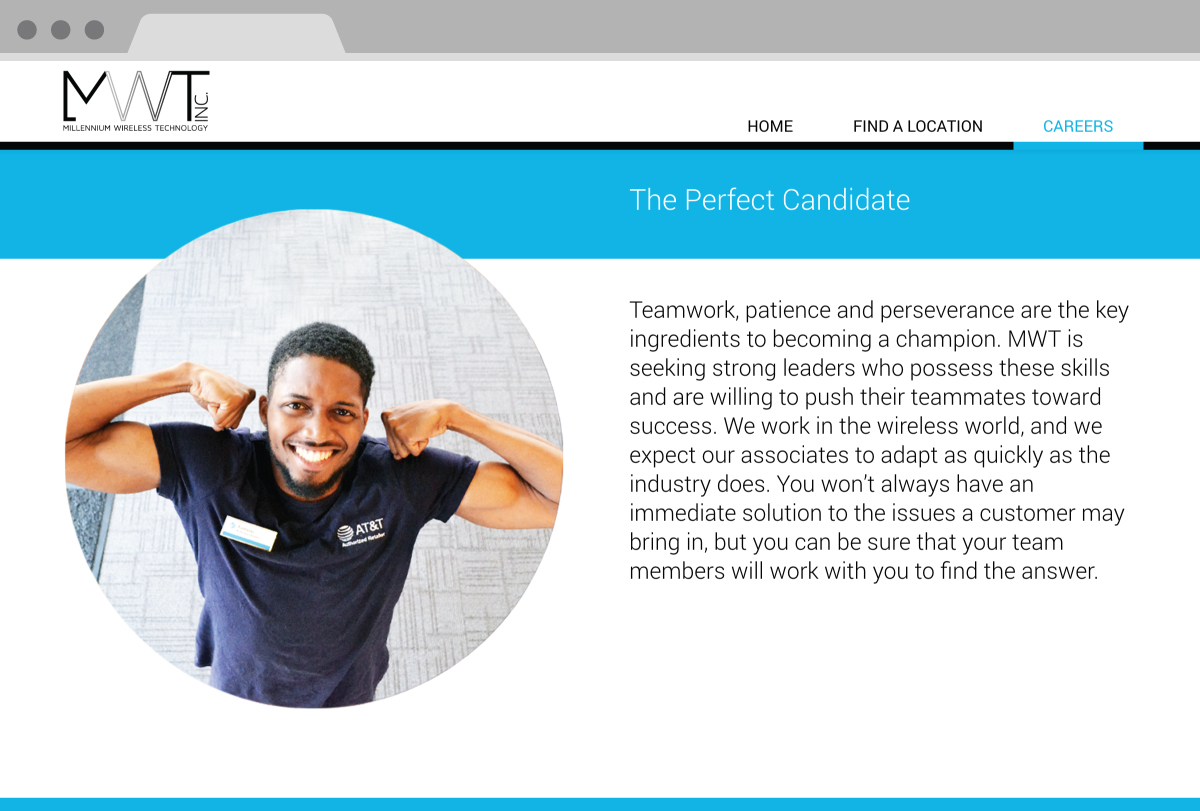 MWT INC.
MILLENNIUM WIRELESS TECHNOLOGY
HOME FIND A LOCATION CAREERS
The Perfect Candidate
Teamwork, patience and perseverance are the key
ingredients to becoming a champion. MWT is
seeking strong leaders who possess these skills
and are willing to push their teammates toward
success. We work in the wireless world, and we
expect our associates to adapt as quickly as the
industry does. You won’t always have an
immediate solution to the issues a customer may
bring in, but you can be sure that your team
members will work with you to find the answer.
AT&T
Authorized Retailer